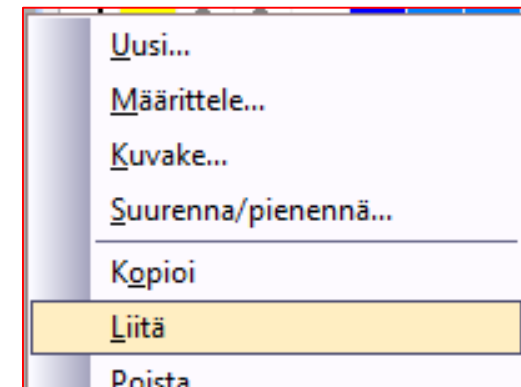 Uusi...
Määrittele...
Kuvake...
Suurenna/pienennä...
Kopioi
Liitä
Poista